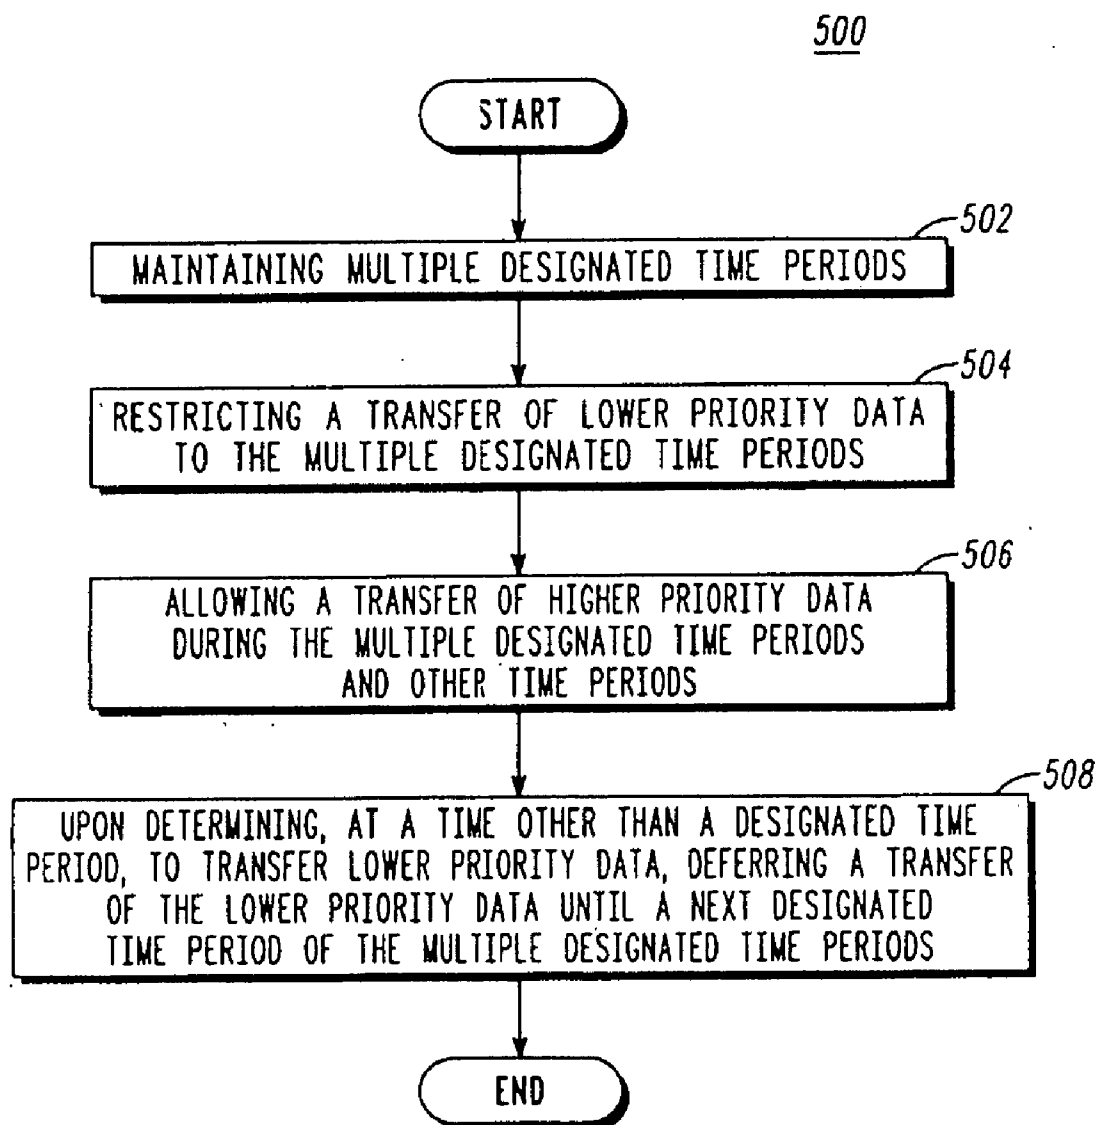 500
START
502
MAINTAINING MULTIPLE DESIGNATED TIME PERIODS
504
RESTRICTING A TRANSFER OF LOWER PRIORITY DATA
TO THE MULTIPLE DESIGNATED TIME PERIODS
506
ALLOWING A TRANSFER OF HIGHER PRIORITY DATA
DURING THE MULTIPLE DESIGNATED TIME PERIODS
AND OTHER TIME PERIODS
508
UPON DETERMINING, AT A TIME OTHER THAN A DESIGNATED TIME
PERIOD, TO TRANSFER LOWER PRIORITY DATA, DEFERRING A TRANSFER
OF THE LOWER PRIORITY DATA UNTIL A NEXT DESIGNATED
TIME PERIOD OF THE MULTIPLE DESIGNATED TIME PERIODS
END